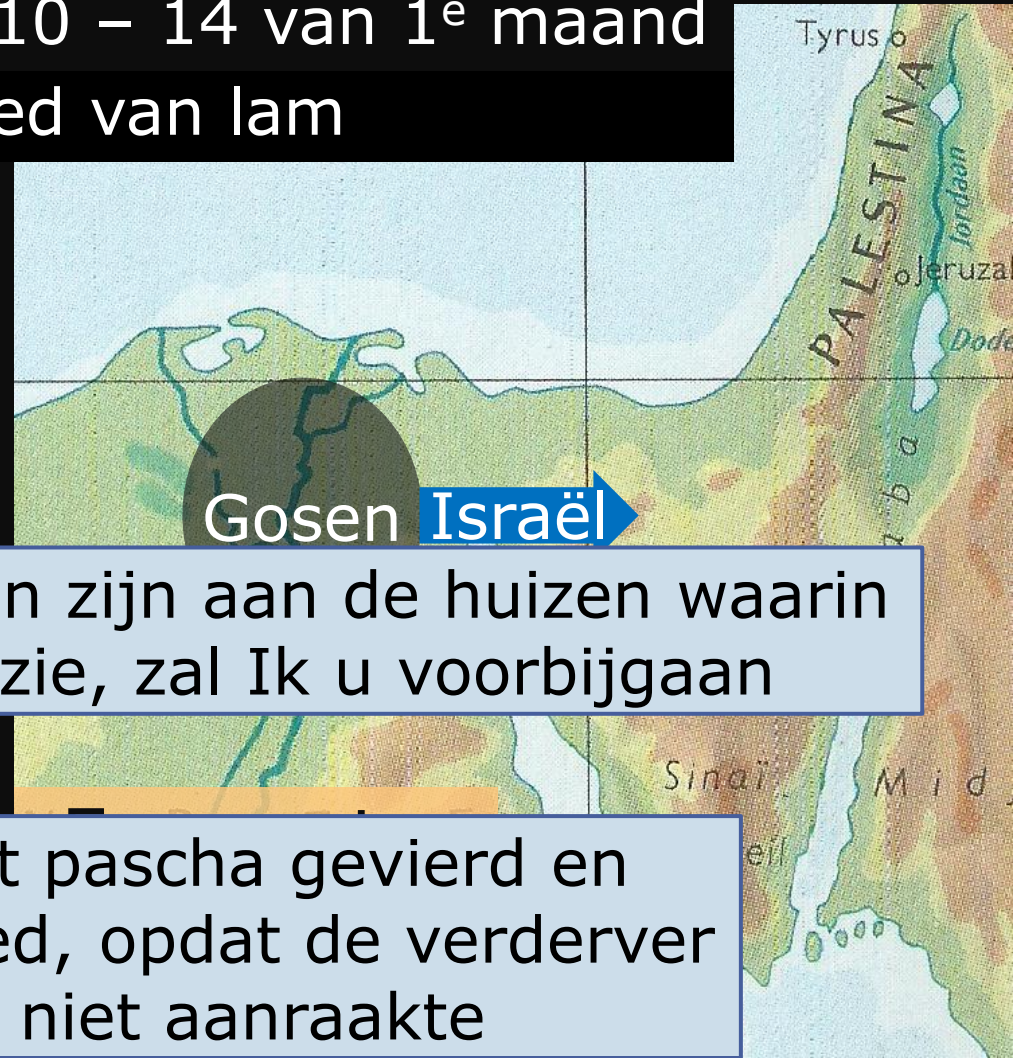 10 – 14 van 1e maand
ed van lam
Tyrus
PALESTINA
Jordaan
Gosen
Israël
n zijn aan de huizen waarin
zie, zal Ik u voorbijgaan
Sinaï
t pascha gevierd en
ed, opdat de verderver
niet aanraakte